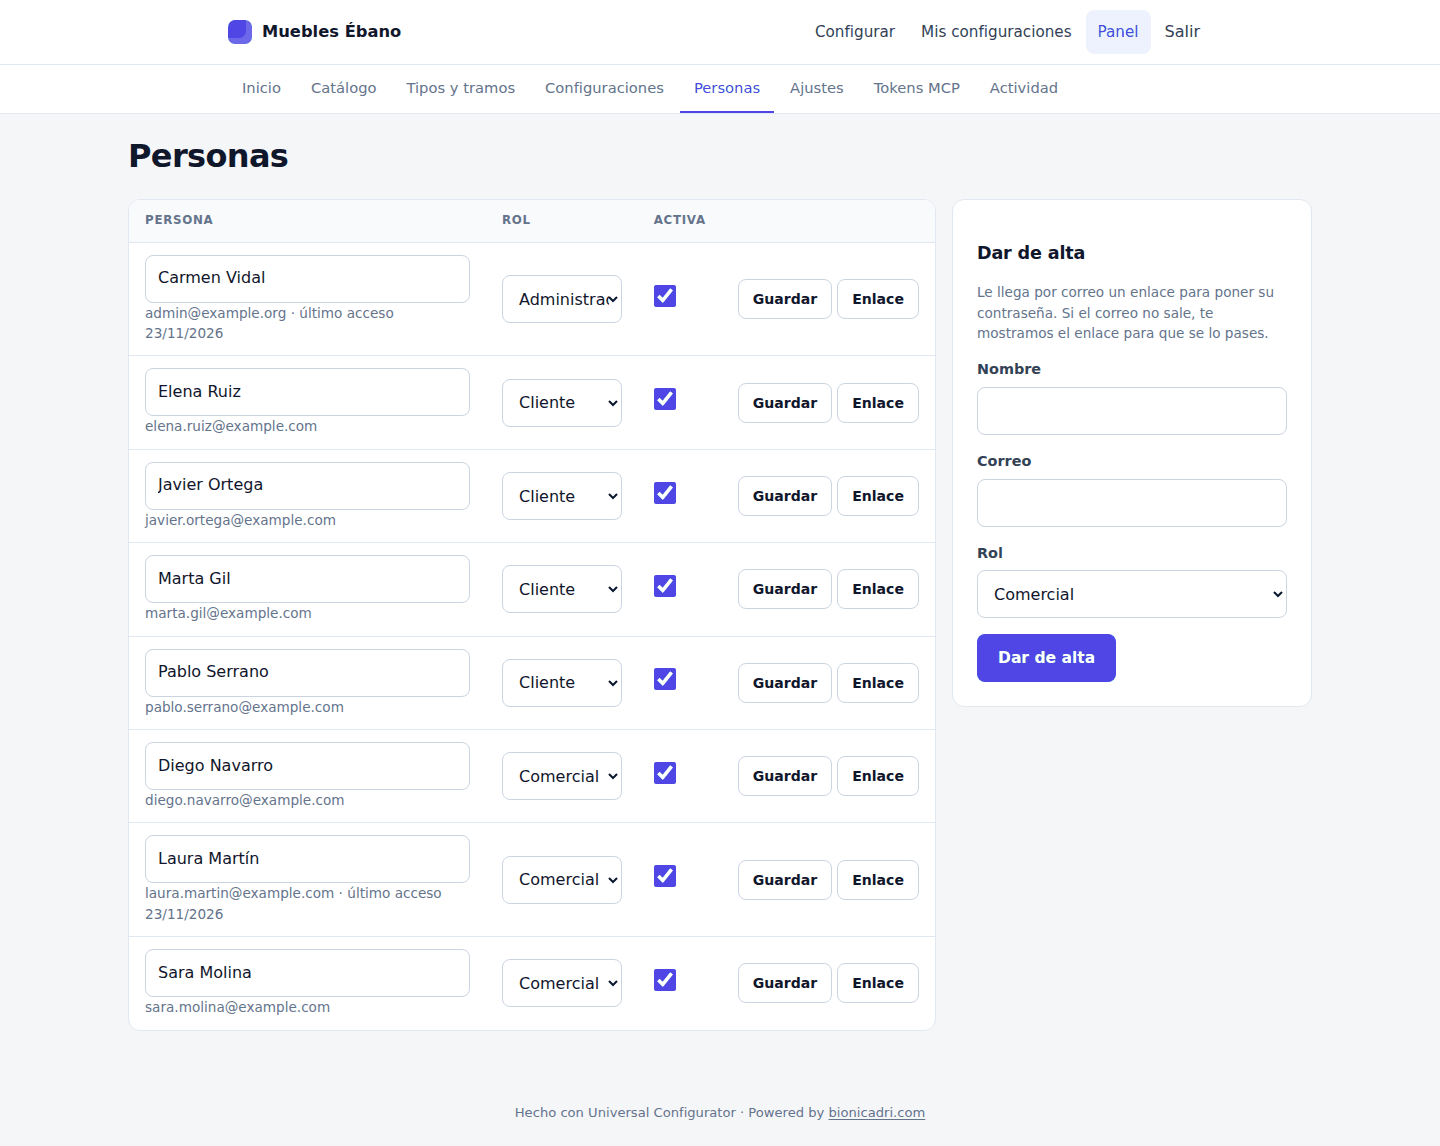 Muebles Ébano
Configurar
Mis configuraciones
Panel
Salir
Inicio
Catálogo
Tipos y tramos
Configuraciones
Personas
Ajustes
Tokens MCP
Actividad
Personas
PERSONA
ROL
ACTIVA
Carmen Vidal
admin@example.org · último acceso
23/11/2026
Administrac
Guardar
Enlace
Elena Ruiz
elena.ruiz@example.com
Cliente
Guardar
Enlace
Javier Ortega
javier.ortega@example.com
Cliente
Guardar
Enlace
Marta Gil
marta.gil@example.com
Cliente
Guardar
Enlace
Pablo Serrano
pablo.serrano@example.com
Cliente
Guardar
Enlace
Diego Navarro
diego.navarro@example.com
Comercial
Guardar
Enlace
Laura Martín
laura.martin@example.com · último acceso
23/11/2026
Comercial
Guardar
Enlace
Sara Molina
sara.molina@example.com
Comercial
Guardar
Enlace
Dar de alta
Le llega por correo un enlace para poner su
contraseña. Si el correo no sale, te
mostramos el enlace para que se lo pases.
Nombre
Correo
Rol
Comercial
Dar de alta
Hecho con Universal Configurator · Powered by bionicadri.com